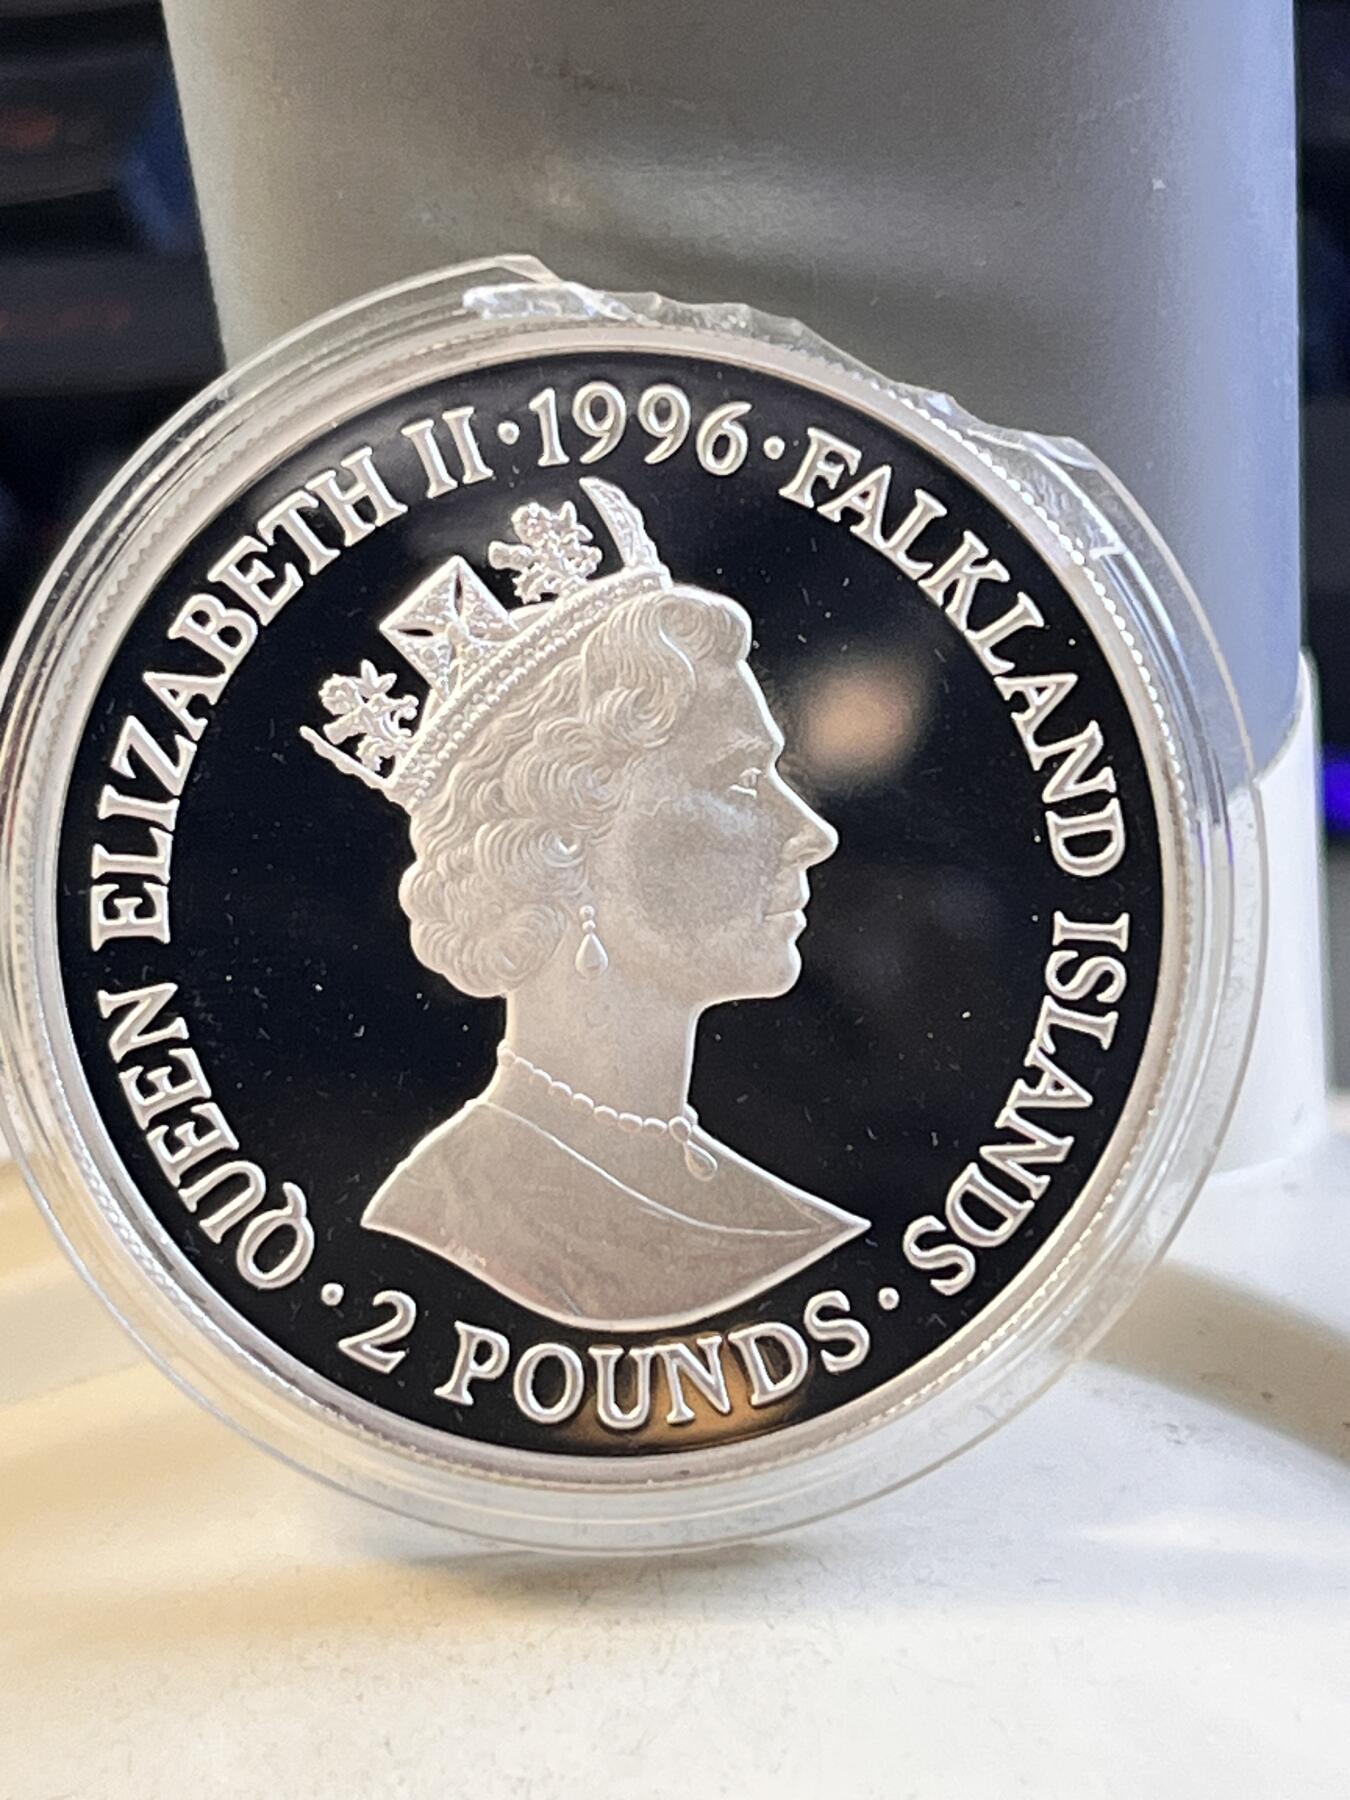 QUEEN ELIZABETH II · 1996 · FALKLAND ISLANDS · 2 POUNDS ·